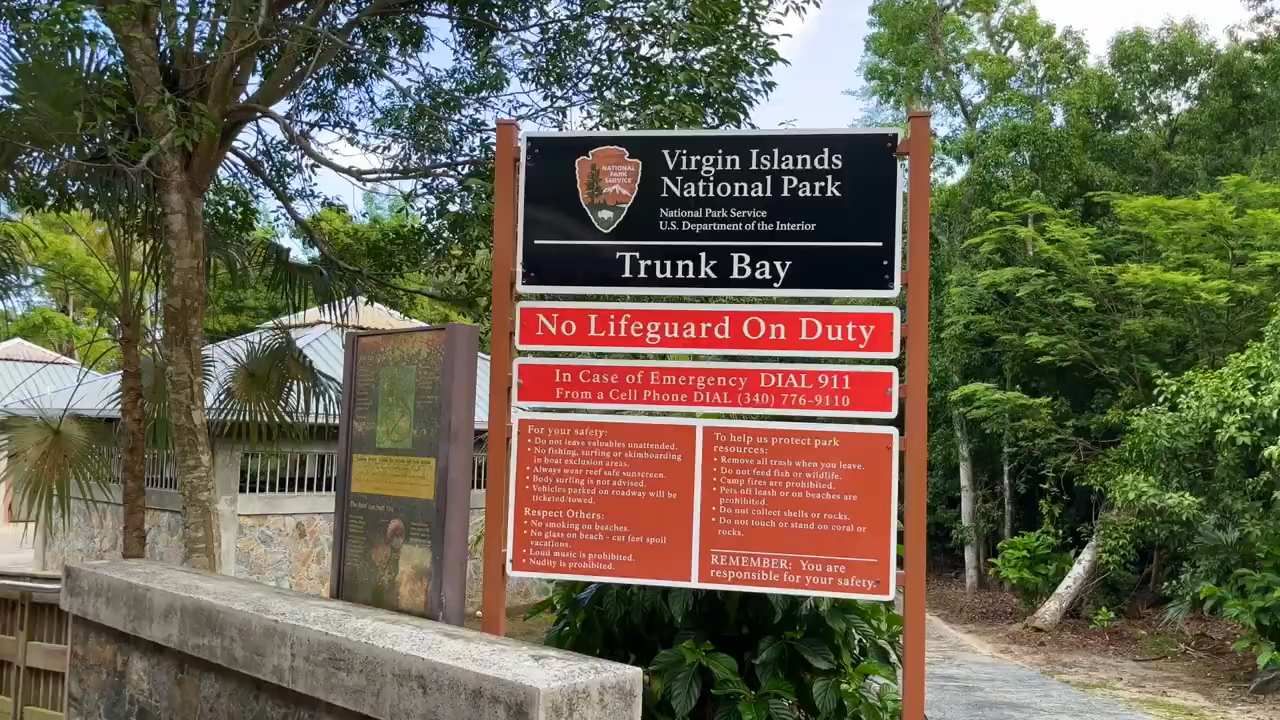 NATIONAL
PARK
SERVICE
Virgin Islands
National Park
National Park Service
U.S. Department of the Interior
Trunk Bay
No Lifeguard On Duty
In Case of Emergency DIAL 911
From a Cell Phone DIAL (340) 776-9110
For your safety:
• Do not leave valuables unattended.
• No fishing, surfing or skimboarding
in boat exclusion areas.
• Always wear reef safe sunscreen.
• Body surfing is not advised.
• Vehicles parked on roadway will be
ticketed/towed.
Respect Others:
• No smoking on beaches.
• No glass on beach - cut feet spoil
vacations.
• Loud music is prohibited.
• Nudity is prohibited.
To help us protect park
resources:
• Remove all trash when you leave.
• Do not feed fish or wildlife.
• Camp fires are prohibited.
• Pets off leash or on beaches are
prohibited.
• Do not collect shells or rocks.
• Do not touch or stand on coral or
rocks.
REMEMBER: You are
responsible for your safety.